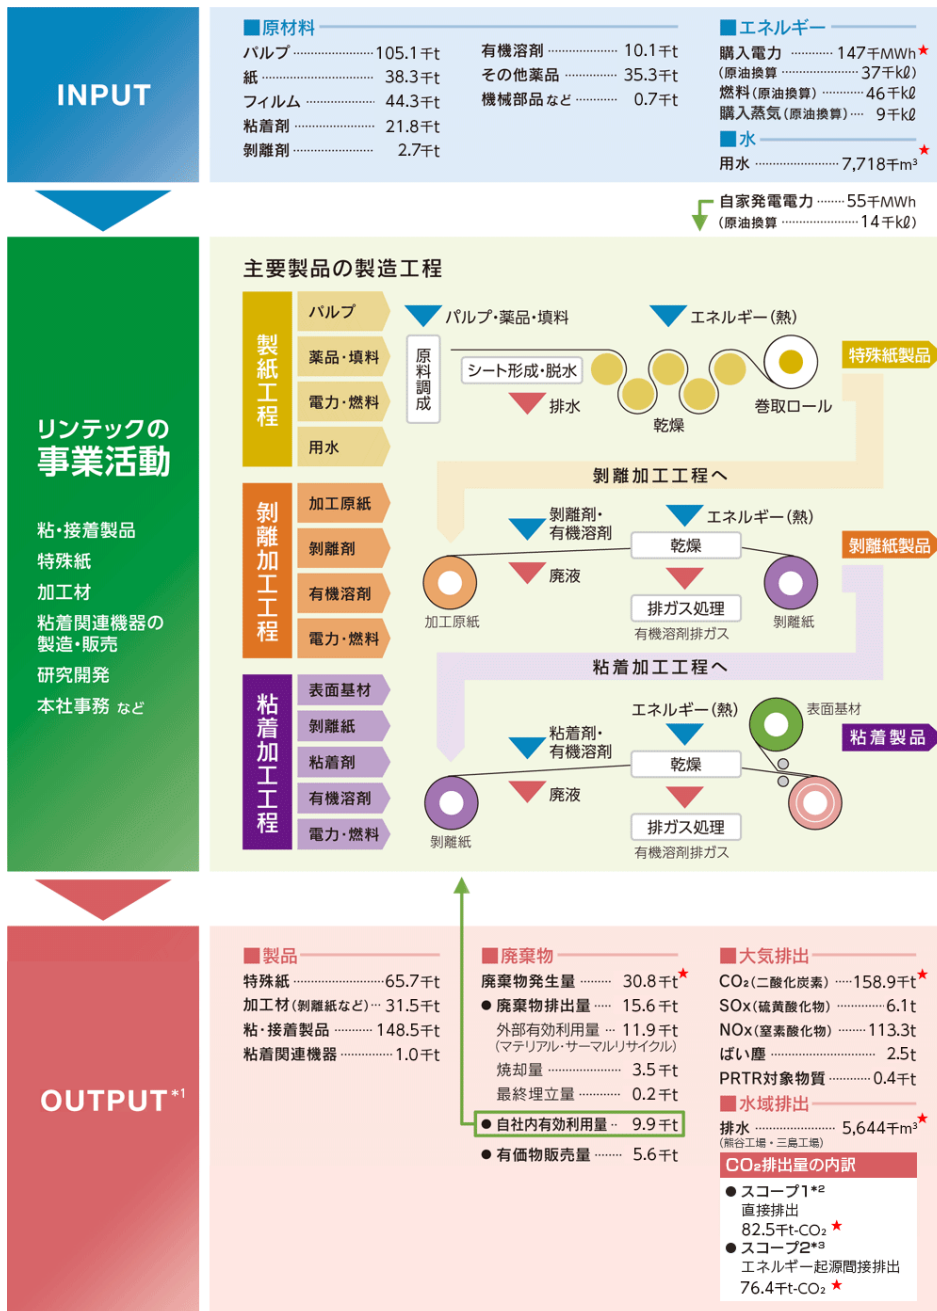 INPUT
■原材料
パルプ 105.1千t
紙 38.3千t
フィルム 44.3千t
粘着剤 21.8千t
剝離剤 2.7千t
有機溶剤 10.1千t
その他薬品 35.3千t
機械部品など 0.7千t
■エネルギー
購入電力 147千MWh★
(原油換算 37千kℓ)
燃料(原油換算) 46千kℓ
購入蒸気(原油換算) 9千kℓ
■水
用水 7,718千m³★
自家発電電力 55千MWh
(原油換算 14千kℓ)
リンテックの
事業活動
粘・接着製品
特殊紙
加工材
粘着関連機器の
製造・販売
研究開発
本社事務 など
主要製品の製造工程
製紙工程
パルプ
薬品・填料
電力・燃料
用水
パルプ・薬品・填料
原料調成
シート形成・脱水
排水
エネルギー(熱)
乾燥
巻取ロール
特殊紙製品
剝離加工工程へ
剝離加工工程
加工原紙
剝離剤
有機溶剤
電力・燃料
剝離剤・
有機溶剤
廃液
加工原紙
エネルギー(熱)
乾燥
排ガス処理
有機溶剤排ガス
剝離紙
剝離紙製品
粘着加工工程へ
粘着加工工程
表面基材
剝離紙
粘着剤
有機溶剤
電力・燃料
粘着剤・
有機溶剤
廃液
剝離紙
エネルギー(熱)
乾燥
排ガス処理
有機溶剤排ガス
表面基材
粘着製品
OUTPUT*1
■製品
特殊紙 65.7千t
加工材(剝離紙など) 31.5千t
粘・接着製品 148.5千t
粘着関連機器 1.0千t
■廃棄物
廃棄物発生量 30.8千t★
●廃棄物排出量 15.6千t
外部有効利用量 11.9千t
(マテリアル・サーマルリサイクル)
焼却量 3.5千t
最終埋立量 0.2千t
●自社内有効利用量 9.9千t
●有価物販売量 5.6千t
■大気排出
CO₂(二酸化炭素) 158.9千t★
SOx(硫黄酸化物) 6.1t
NOx(窒素酸化物) 113.3t
ばい塵 2.5t
PRTR対象物質 0.4千t
■水域排出
排水 5,644千m³★
(熊谷工場・三島工場)
CO₂排出量の内訳
●スコープ1*2
直接排出
82.5千t-CO₂ ★
●スコープ2*3
エネルギー起源間接排出
76.4千t-CO₂ ★